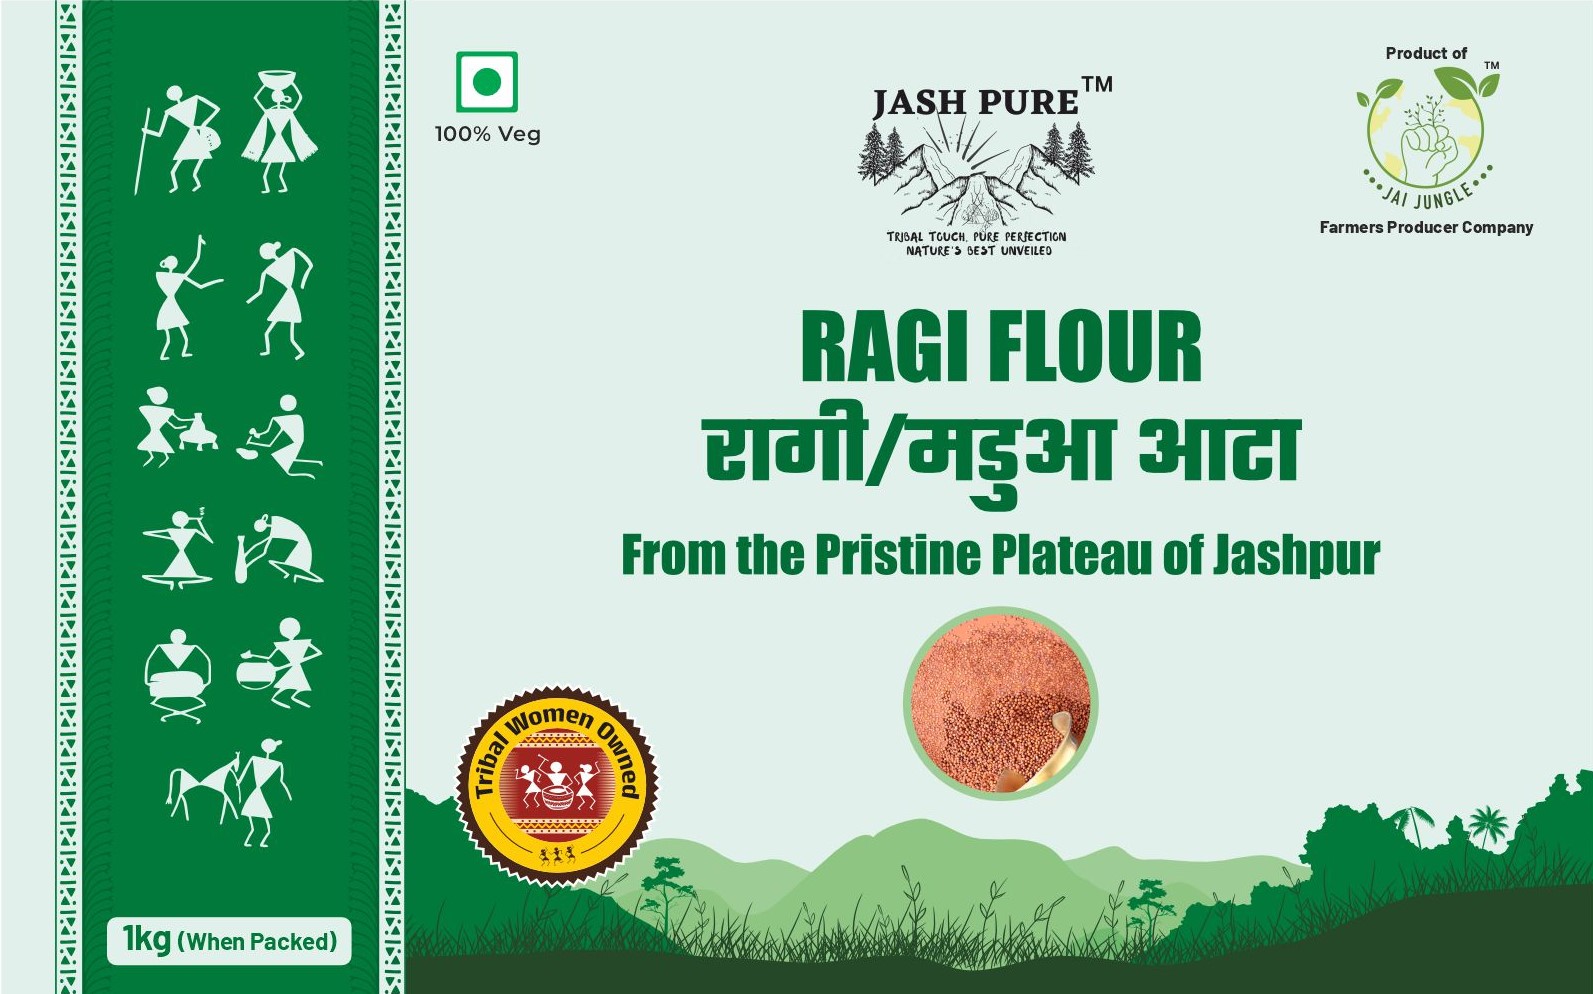 100% Veg
JASH PURE™
TRIBAL TOUCH, PURE PERFECTION
NATURE'S BEST UNVEILED
Product of
™
JAI JUNGLE
Farmers Producer Company
RAGI FLOUR
रागी/मडुआ आटा
From the Pristine Plateau of Jashpur
Tribal Women Owned
1kg (When Packed)